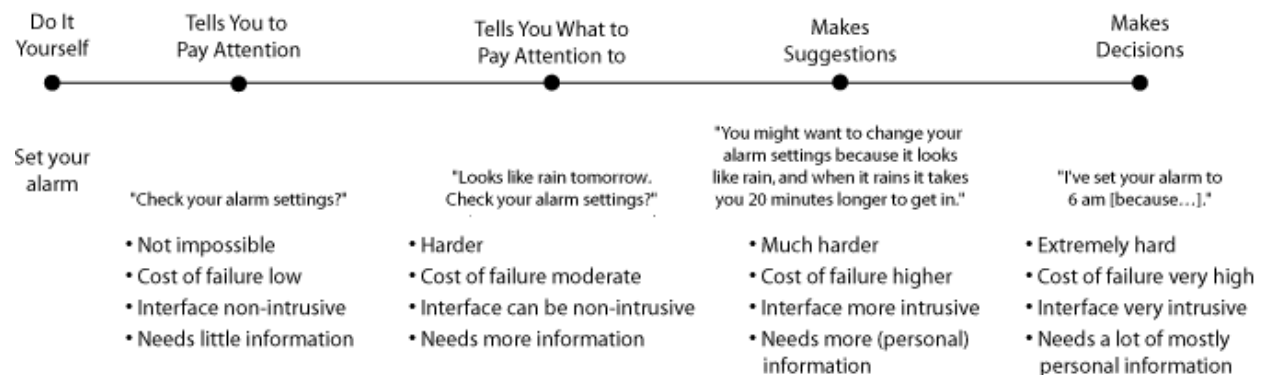 Do It
Yourself
Tells You to
Pay Attention
Tells You What to
Pay Attention to
Makes
Suggestions
Makes
Decisions
Set your
alarm
"Check your alarm settings?"
"Looks like rain tomorrow.
Check your alarm settings?"
"You might want to change your
alarm settings because it looks
like rain, and when it rains it takes
you 20 minutes longer to get in."
"I've set your alarm to
6 am [because…]."
• Not impossible
• Cost of failure low
• Interface non-intrusive
• Needs little information
• Harder
• Cost of failure moderate
• Interface can be non-intrusive
• Needs more information
• Much harder
• Cost of failure higher
• Interface more intrusive
• Needs more (personal)
information
• Extremely hard
• Cost of failure very high
• Interface very intrusive
• Needs a lot of mostly
personal information